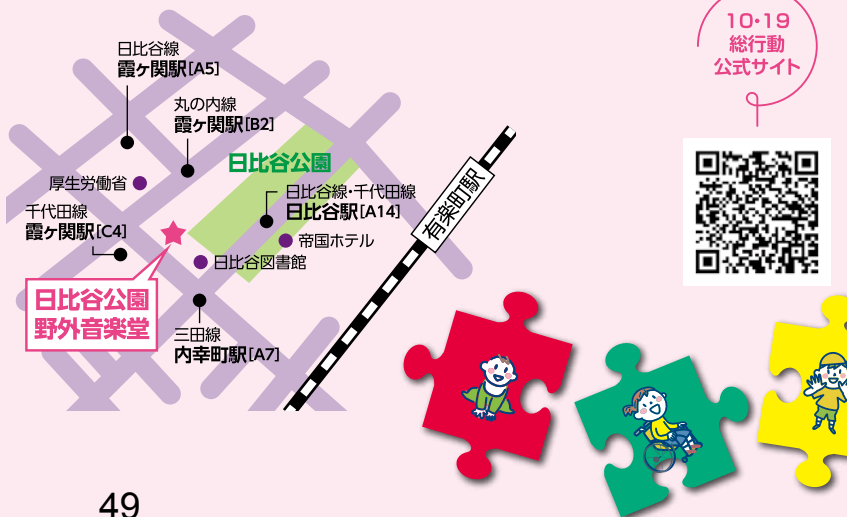 日比谷線
霞ヶ関駅[A5]
丸の内線
霞ヶ関駅[B2]
日比谷公園
厚生労働省
日比谷線・千代田線
日比谷駅[A14]
千代田線
霞ヶ関駅[C4]
帝国ホテル
日比谷図書館
有楽町駅
日比谷公園
野外音楽堂
三田線
内幸町駅[A7]
10・19
総行動
公式サイト
49